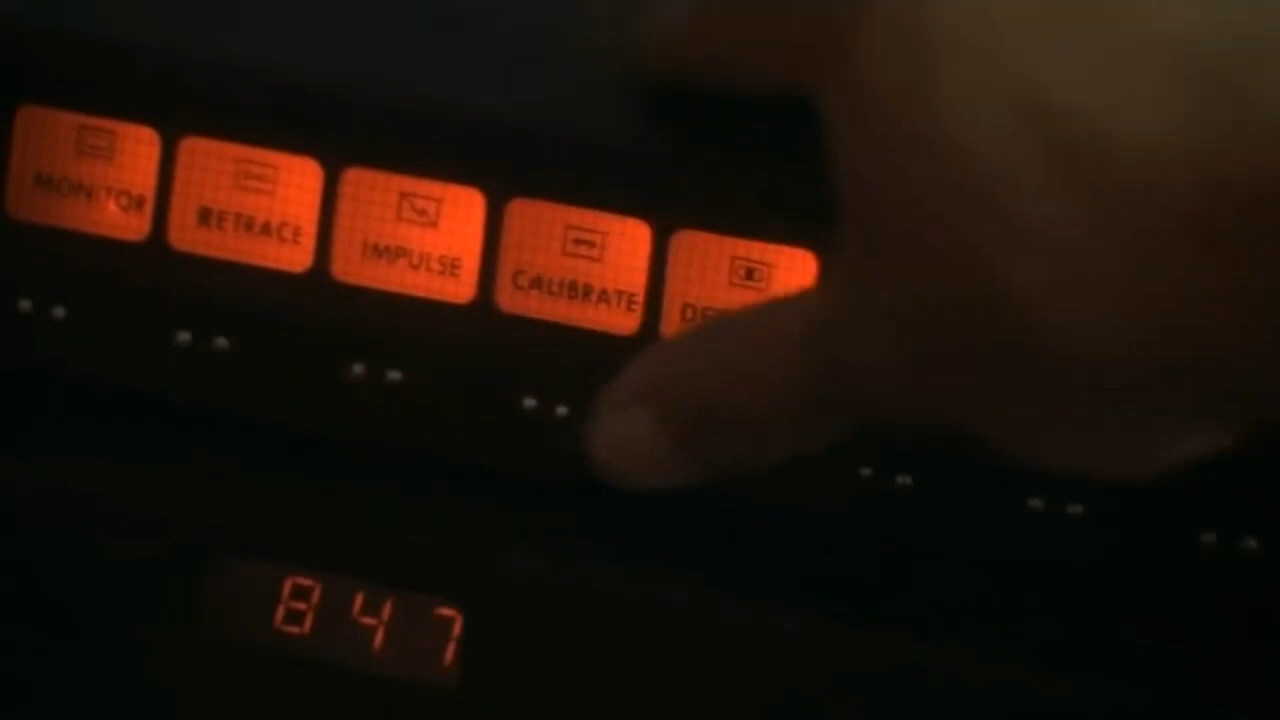 MONITOR
RETRACE
IMPULSE
CALIBRATE
847